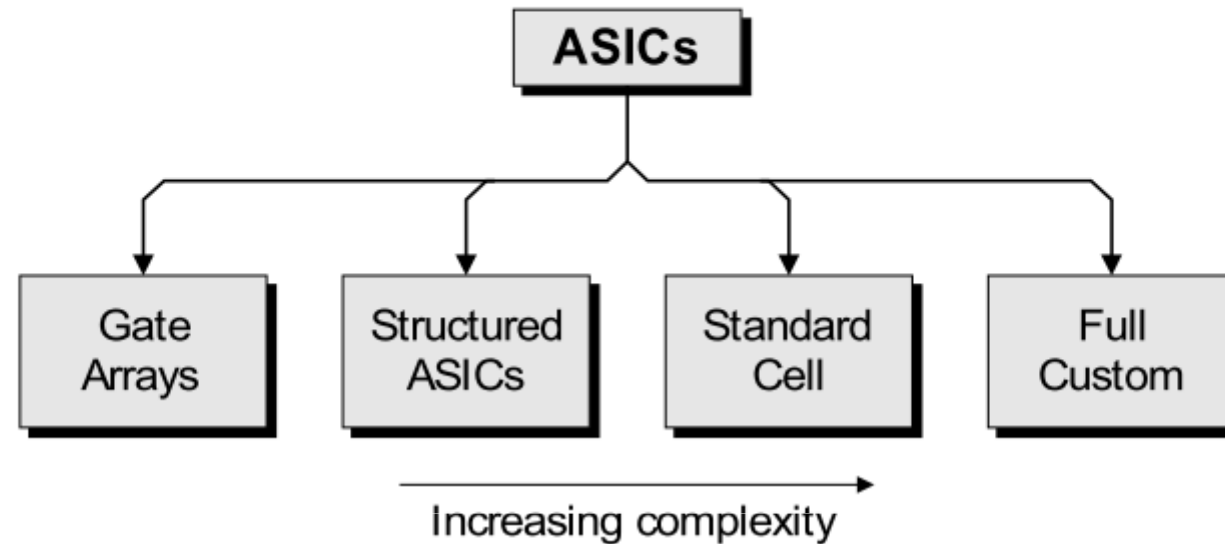 ASICs
Gate
Arrays
Structured
ASICs
Standard
Cell
Full
Custom
Increasing complexity